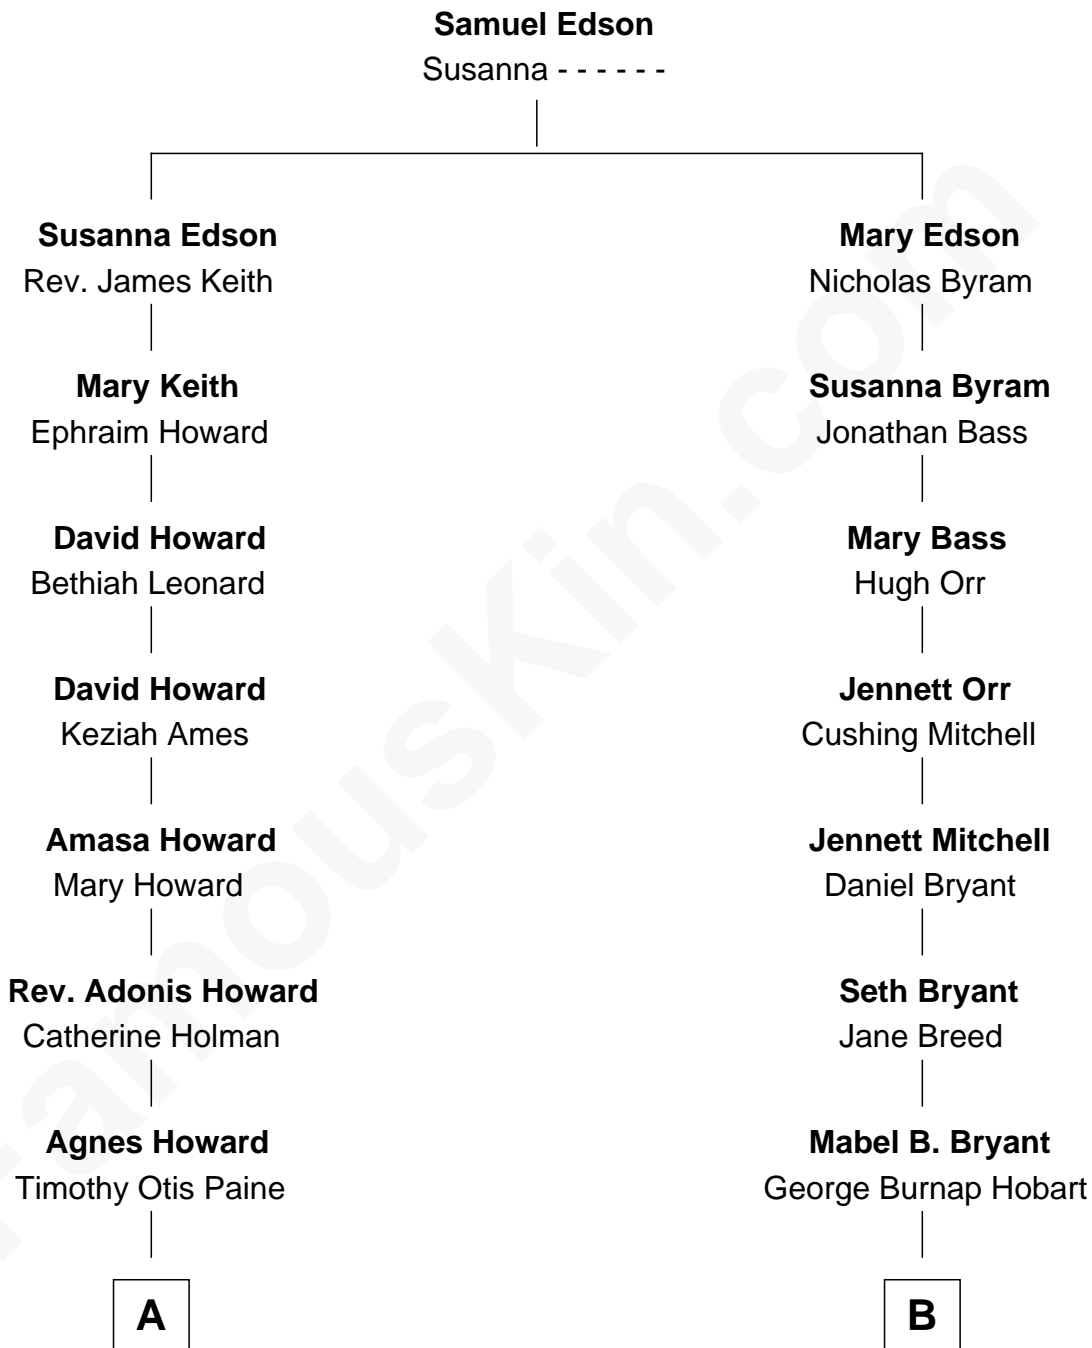 Samuel Edson
Susanna - - - - - -
Susanna Edson
Rev. James Keith
Mary Edson
Nicholas Byram
Mary Keith
Ephraim Howard
Susanna Byram
Jonathan Bass
David Howard
Bethiah Leonard
Mary Bass
Hugh Orr
David Howard
Keziah Ames
Jennett Orr
Cushing Mitchell
Amasa Howard
Mary Howard
Jennett Mitchell
Daniel Bryant
Rev. Adonis Howard
Catherine Holman
Seth Bryant
Jane Breed
Agnes Howard
Timothy Otis Paine
Mabel B. Bryant
George Burnap Hobart
A
B
FamousKin.com